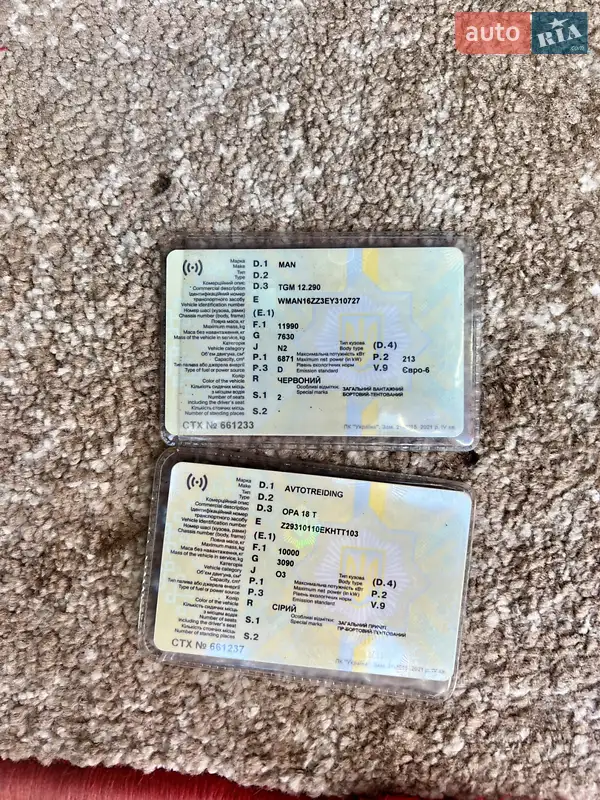 auto RIA .com
Марка
Make D.1 MAN
Тип
Type D.2
Комерційний опис
Commercial description D.3 TGM 12.290
Ідентифікаційний номер
транспортного засобу
Vehicle identification number E WMAN16ZZ3EY310727
Номер шасі (кузова, рами)
Chassis number (body, frame) (E.1)
Повна маса, кг
Maximum mass, kg F.1 11990
Маса без навантаження, кг
Mass of the vehicle in service, kg G 7630
Категорія
Vehicle category J N2 Тип кузова
Body type (D.4)
Об'єм двигуна, см³
Capacity, cm³ P.1 6871 Максимальна потужність кВт
Maximum net power (in kW) P.2 213
Тип палива або джерела енергії
Type of fuel or power source P.3 D Рівень екологічних норм
Emission standard V.9 Євро-6
Колір
Color of the vehicle R ЧЕРВОНИЙ
Кількість сидячих місць
з місцем водія
Number of seats
including the driver's seat S.1 2 Особливі відмітки:
Special marks ЗАГАЛЬНИЙ ВАНТАЖНИЙ
БОРТОВИЙ-ТЕНТОВАНИЙ
Кількість стоячих місць
Number of standing places S.2 -
СТХ № 661233
Марка
Make D.1 AVTOTREIDING
Тип
Type D.2
Комерційний опис
Commercial description D.3 OPA 18 T
Ідентифікаційний номер
транспортного засобу
Vehicle identification number E Z29310110EKHTT103
Номер шасі (кузова, рами)
Chassis number (body, frame) (E.1)
Повна маса, кг
Maximum mass, kg F.1 10000
Маса без навантаження, кг
Mass of the vehicle in service, kg G 3090
Категорія
Vehicle category J O3 Тип кузова
Body type (D.4)
Об'єм двигуна, см³
Capacity, cm³ P.1 Максимальна потужність кВт
Maximum net power (in kW) P.2
Тип палива або джерела енергії
Type of fuel or power source P.3 Рівень екологічних норм
Emission standard V.9
Колір
Color of the vehicle R СІРИЙ
Кількість сидячих місць
з місцем водія
Number of seats
including the driver's seat S.1 Особливі відмітки:
Special marks ЗАГАЛЬНИЙ
Кількість стоячих місць
Number of standing places S.2
СТХ № 661237